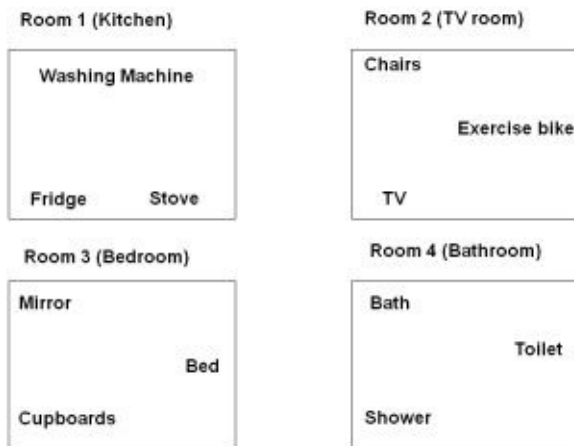 Room 1 (Kitchen)
Washing Machine
Fridge Stove
Room 2 (TV room)
Chairs
Exercise bike
TV
Room 3 (Bedroom)
Mirror
Bed
Cupboards
Room 4 (Bathroom)
Bath
Toilet
Shower